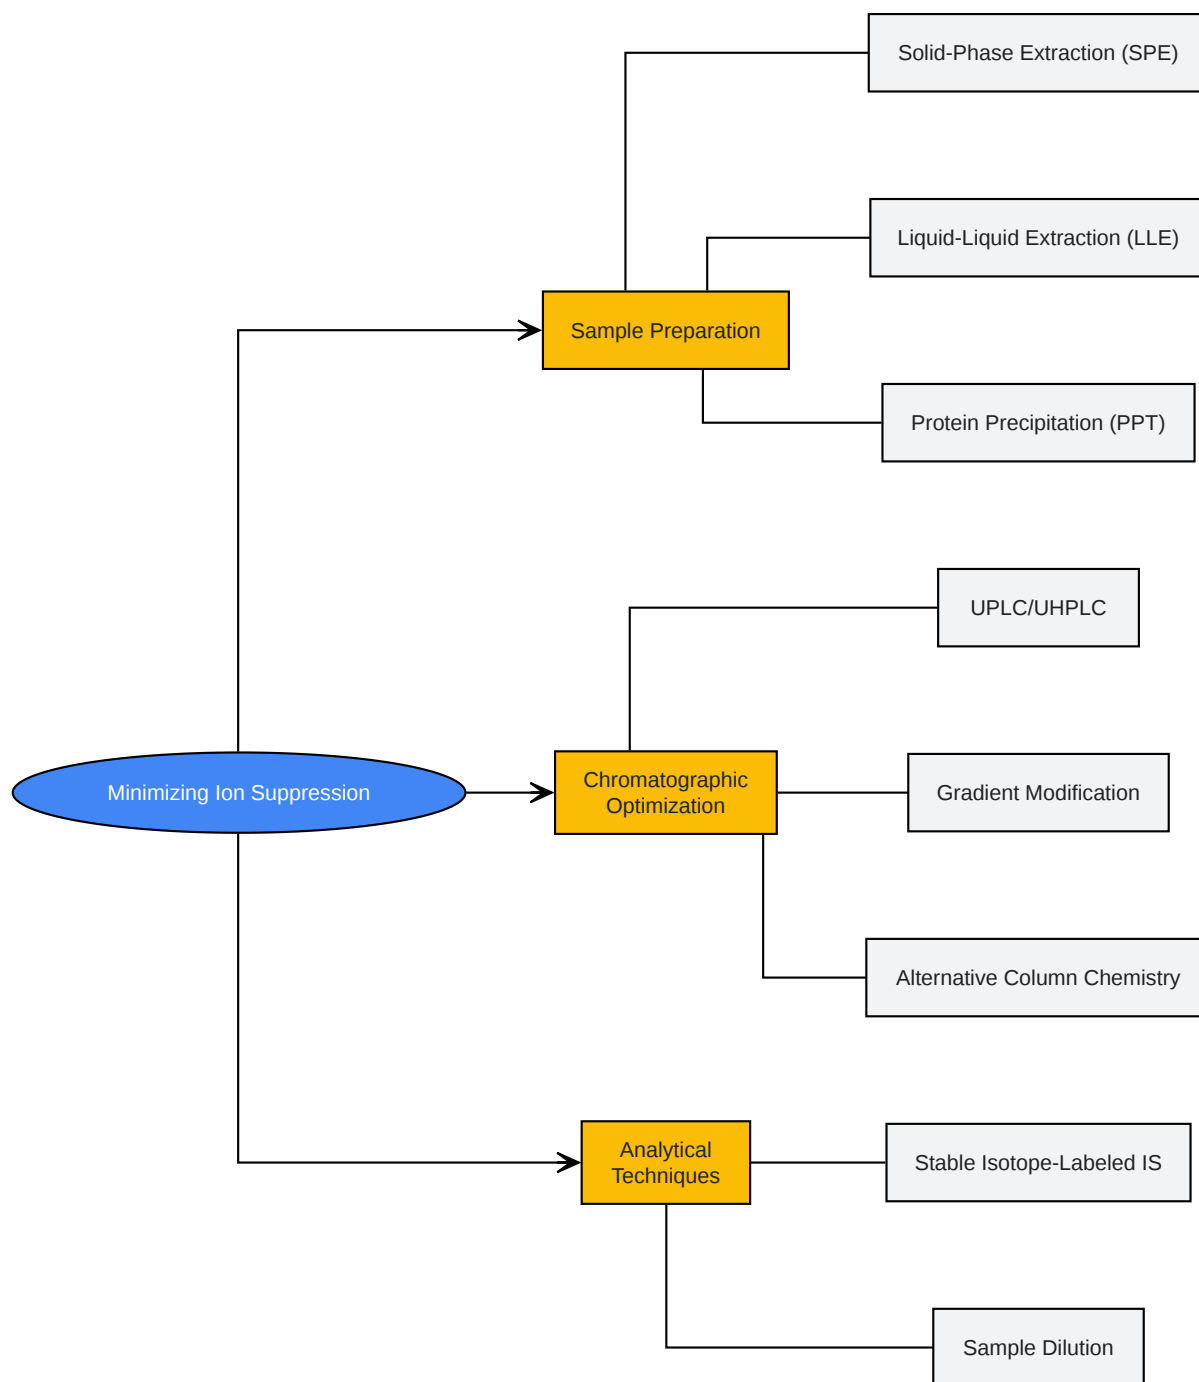 Minimizing Ion Suppression
Sample Preparation
Solid-Phase Extraction (SPE)
Liquid-Liquid Extraction (LLE)
Protein Precipitation (PPT)
Chromatographic
Optimization
UPLC/UHPLC
Gradient Modification
Alternative Column Chemistry
Analytical
Techniques
Stable Isotope-Labeled IS
Sample Dilution